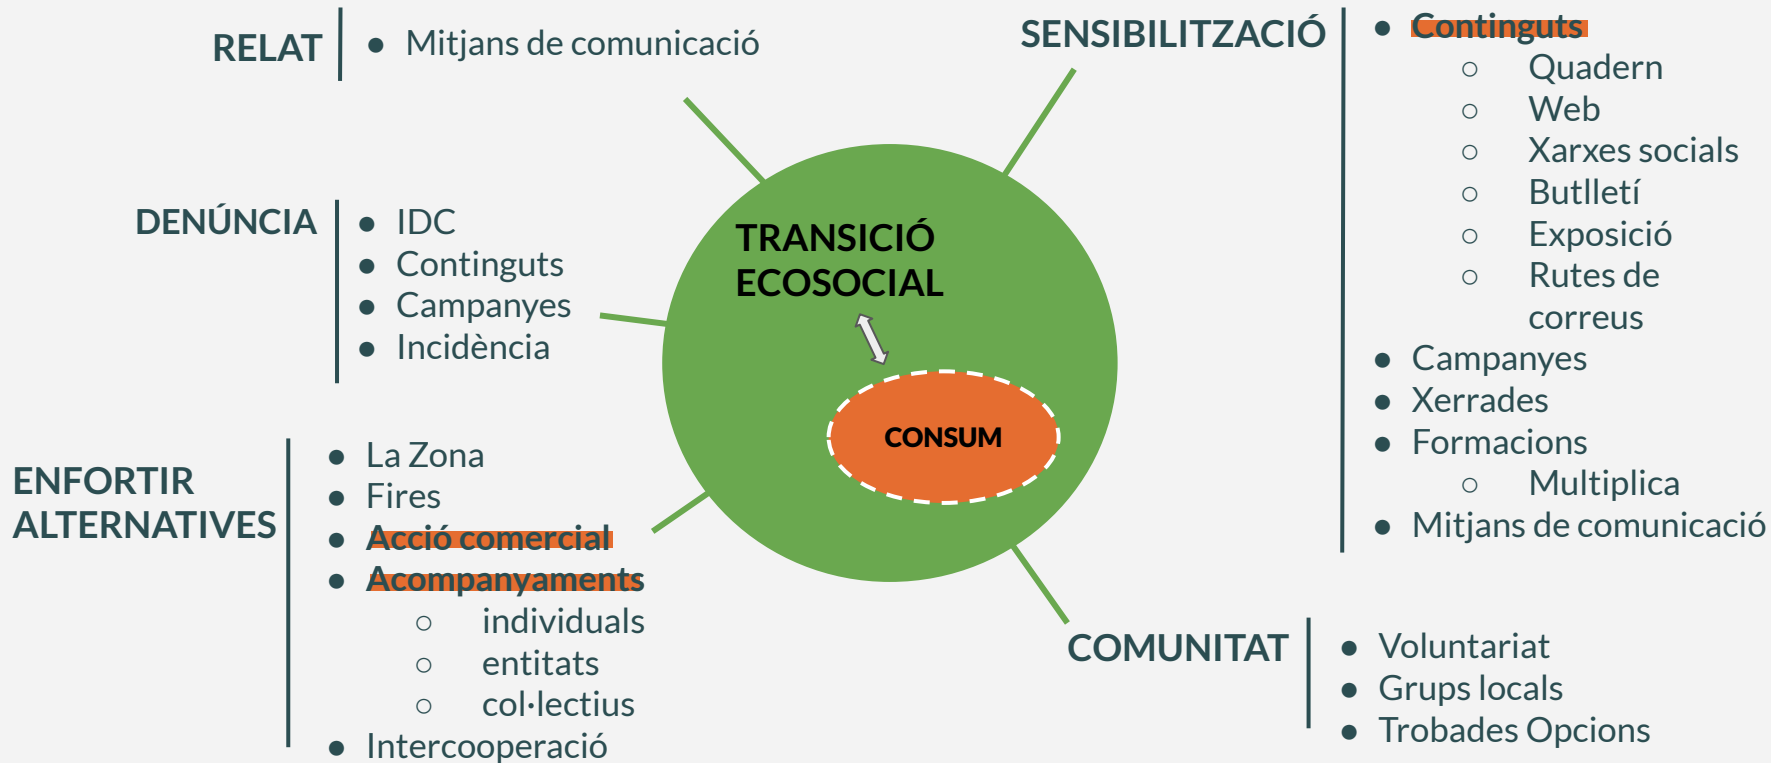 RELAT
● Mitjans de comunicació
DENÚNCIA
● IDC
● Continguts
● Campanyes
● Incidència
ENFORTIR
ALTERNATIVES
● La Zona
● Fires
● Acció comercial
● Acompanyaments
○ individuals
○ entitats
○ col·lectius
● Intercooperació
TRANSICIÓ
ECOSOCIAL
CONSUM
SENSIBILITZACIÓ
● Continguts
○ Quadern
○ Web
○ Xarxes socials
○ Butlletí
○ Exposició
○ Rutes de
correus
● Campanyes
● Xerrades
● Formacions
○ Multiplica
● Mitjans de comunicació
COMUNITAT
● Voluntariat
● Grups locals
● Trobades Opcions